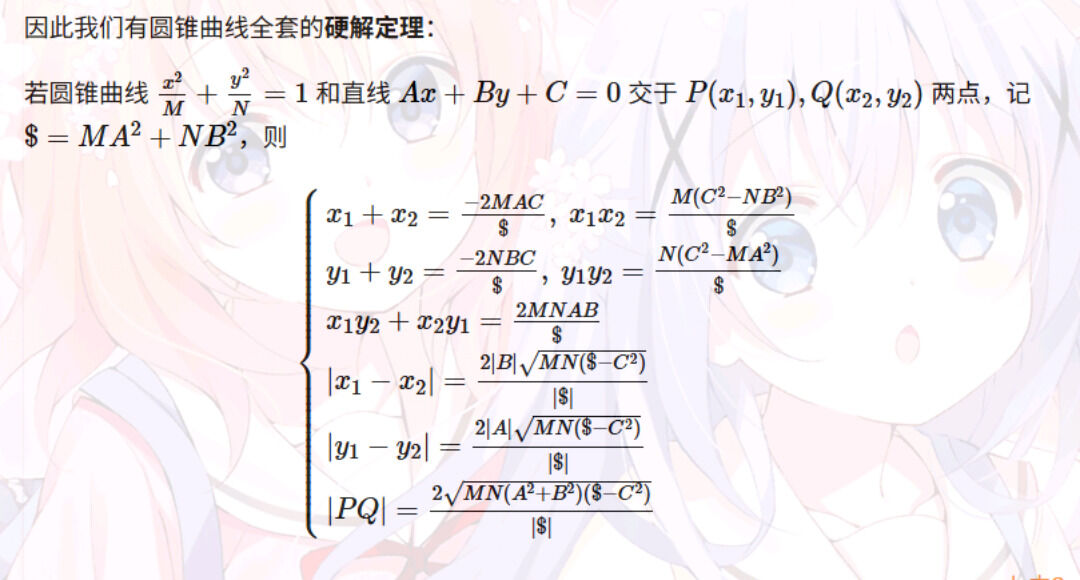 因此我们有圆锥曲线全套的硬解定理：
若圆锥曲线 $\frac{x^2}{M} + \frac{y^2}{N} = 1$ 和直线 $Ax + By + C = 0$ 交于 $P(x_1, y_1), Q(x_2, y_2)$ 两点，记
$\$ = MA^2 + NB^2$，则
$x_1 + x_2 = \frac{-2MAC}{\$}$，$x_1x_2 = \frac{M(C^2-NB^2)}{\$}$
$y_1 + y_2 = \frac{-2NBC}{\$}$，$y_1y_2 = \frac{N(C^2-MA^2)}{\$}$
$x_1y_2 + x_2y_1 = \frac{2MNAB}{\$}$
$|x_1 - x_2| = \frac{2|B|\sqrt{MN(\$-C^2)}}{|\$|}$
$|y_1 - y_2| = \frac{2|A|\sqrt{MN(\$-C^2)}}{|\$|}$
$|PQ| = \frac{2\sqrt{MN(A^2+B^2)(\$-C^2)}}{|\$|}$